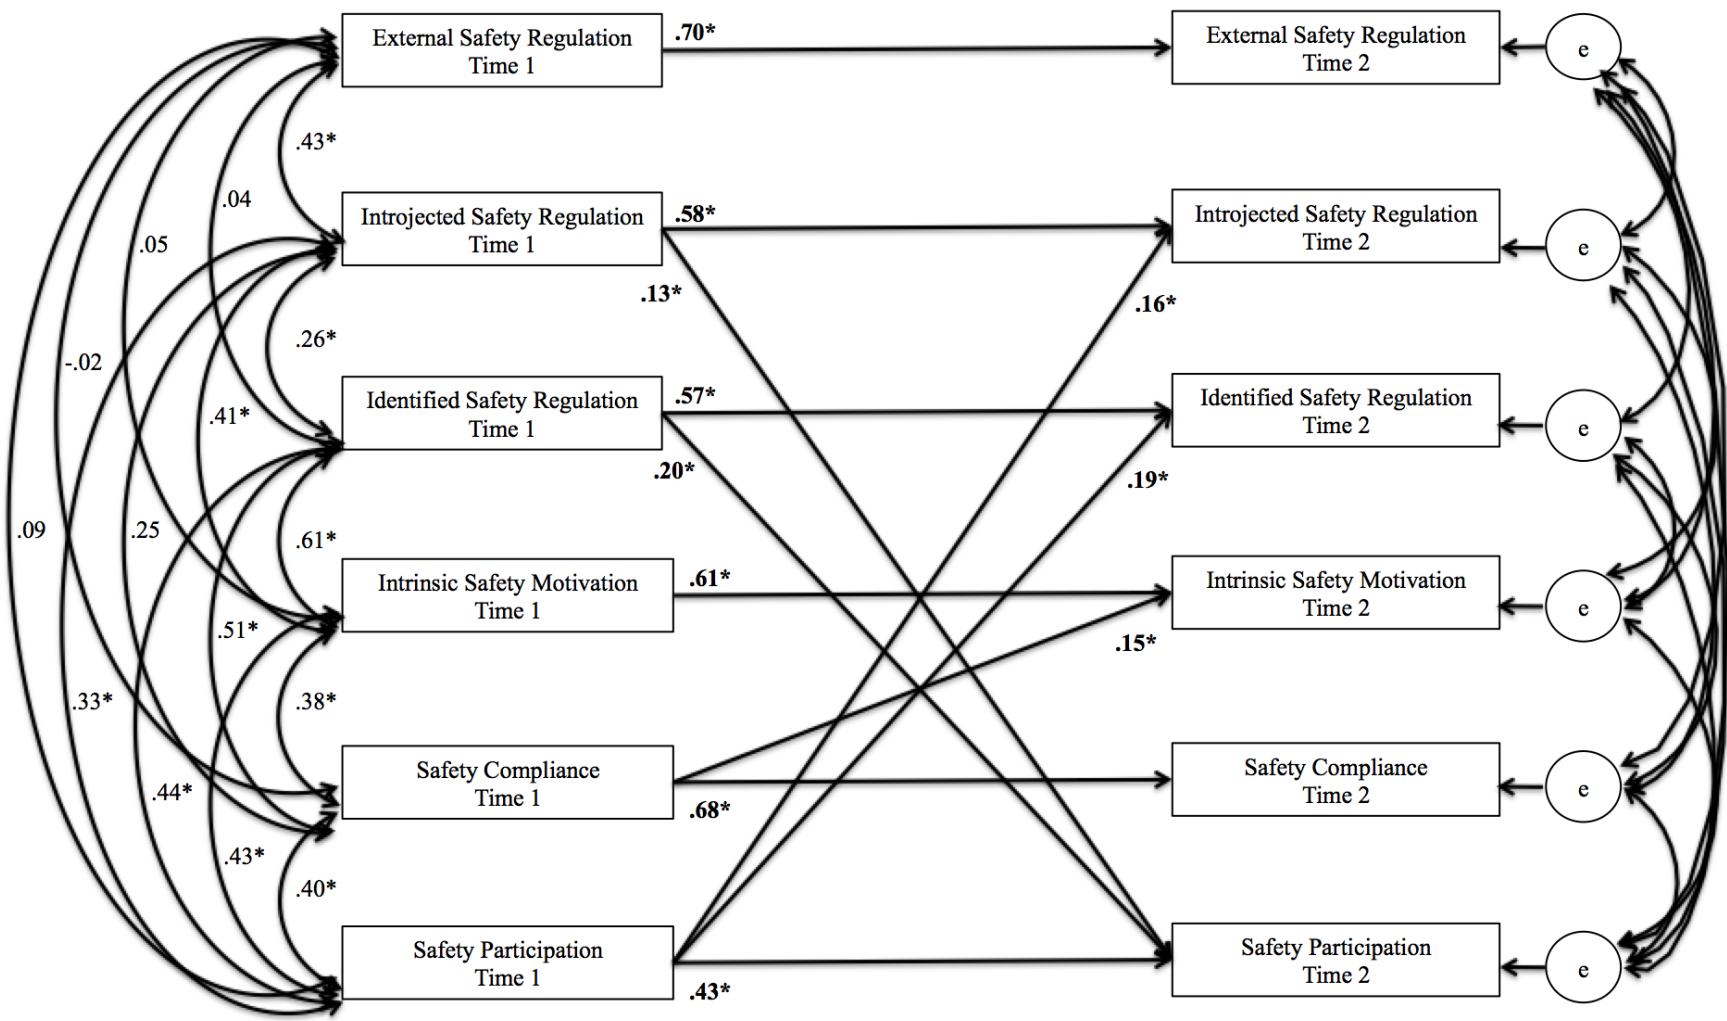 External Safety Regulation
Time 1
.70*
External Safety Regulation
Time 2
e
.43*
.04
Introjected Safety Regulation
Time 1
.58*
Introjected Safety Regulation
Time 2
e
.05
.13*
.16*
.26*
-.02
Identified Safety Regulation
Time 1
.57*
Identified Safety Regulation
Time 2
e
.41*
.20*
.19*
.09
.25
.61*
Intrinsic Safety Motivation
Time 1
.61*
Intrinsic Safety Motivation
Time 2
e
.51*
.15*
.33*
.38*
Safety Compliance
Time 1
.68*
Safety Compliance
Time 2
e
.44*
.43*
.40*
Safety Participation
Time 1
.43*
Safety Participation
Time 2
e